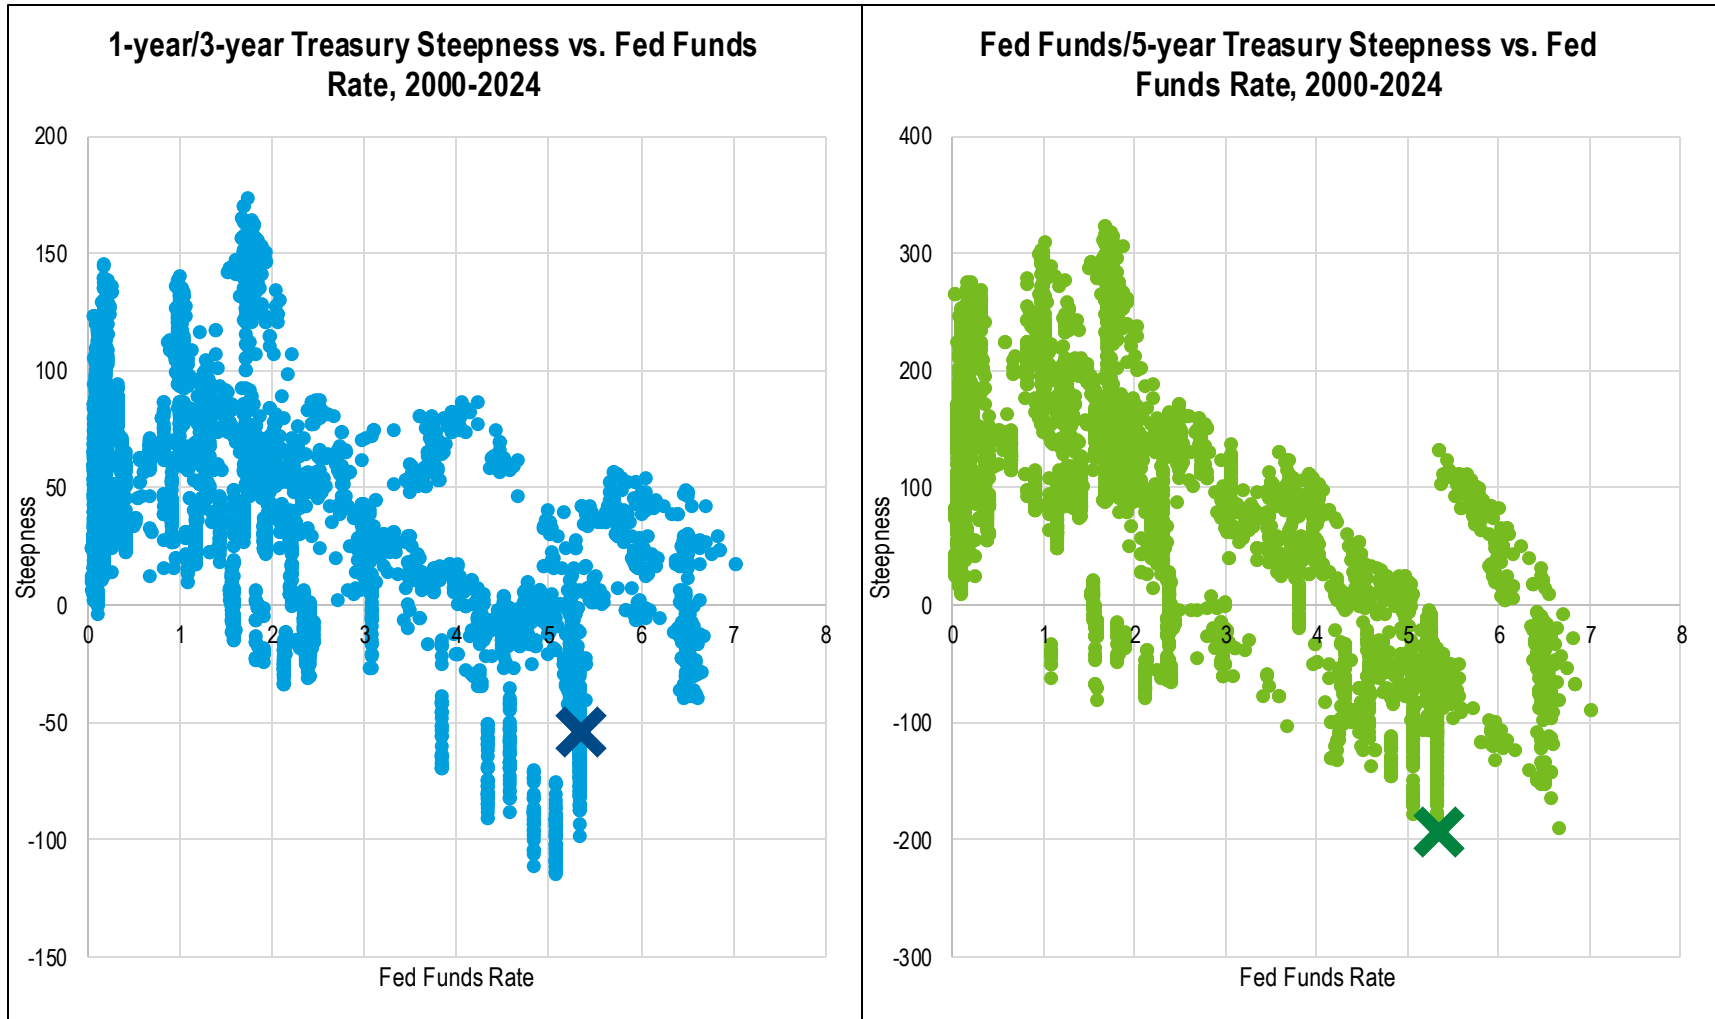 1-year/3-year Treasury Steepness vs. Fed Funds
Rate, 2000-2024
200
150
100
50
0
-50
-100
-150
0 1 2 3 4 5 6 7 8
Steepness
Fed Funds Rate
Fed Funds/5-year Treasury Steepness vs. Fed
Funds Rate, 2000-2024
400
300
200
100
0
-100
-200
-300
0 1 2 3 4 5 6 7 8
Steepness
Fed Funds Rate